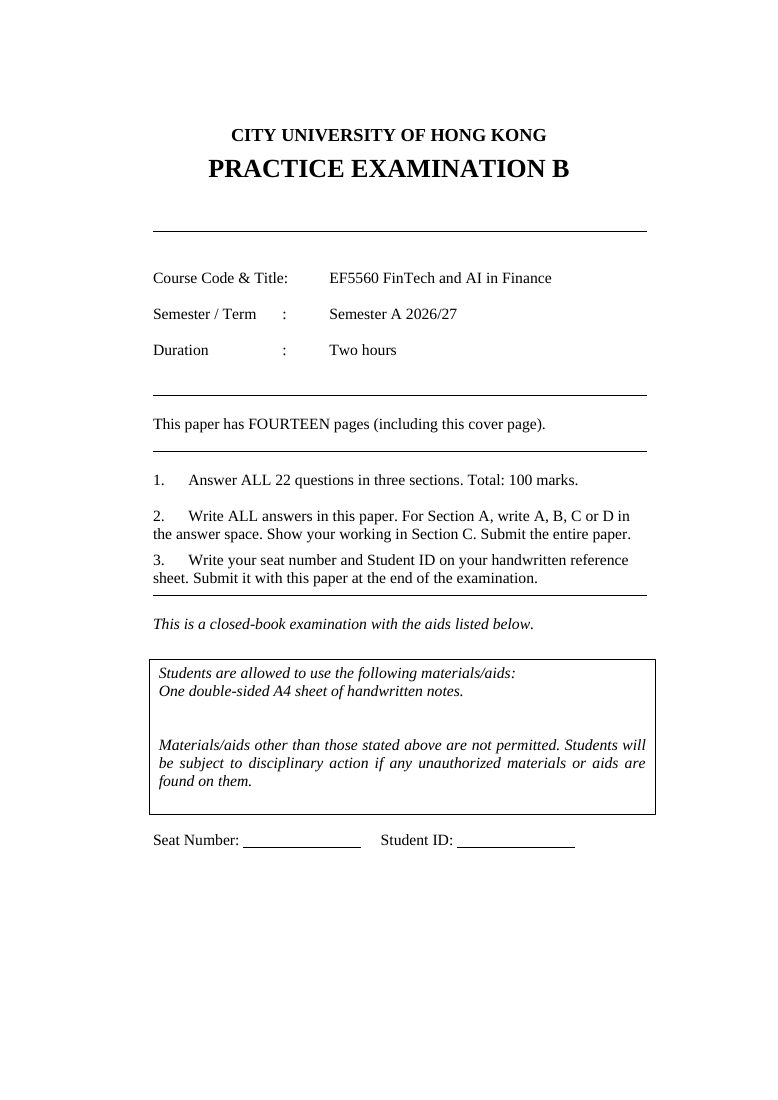 CITY UNIVERSITY OF HONG KONG
PRACTICE EXAMINATION B
Course Code & Title: EF5560 FinTech and AI in Finance
Semester / Term : Semester A 2026/27
Duration : Two hours
This paper has FOURTEEN pages (including this cover page).
1. Answer ALL 22 questions in three sections. Total: 100 marks.
2. Write ALL answers in this paper. For Section A, write A, B, C or D in
the answer space. Show your working in Section C. Submit the entire paper.
3. Write your seat number and Student ID on your handwritten reference
sheet. Submit it with this paper at the end of the examination.
This is a closed-book examination with the aids listed below.
Students are allowed to use the following materials/aids:
One double-sided A4 sheet of handwritten notes.
Materials/aids other than those stated above are not permitted. Students will
be subject to disciplinary action if any unauthorized materials or aids are
found on them.
Seat Number: Student ID: